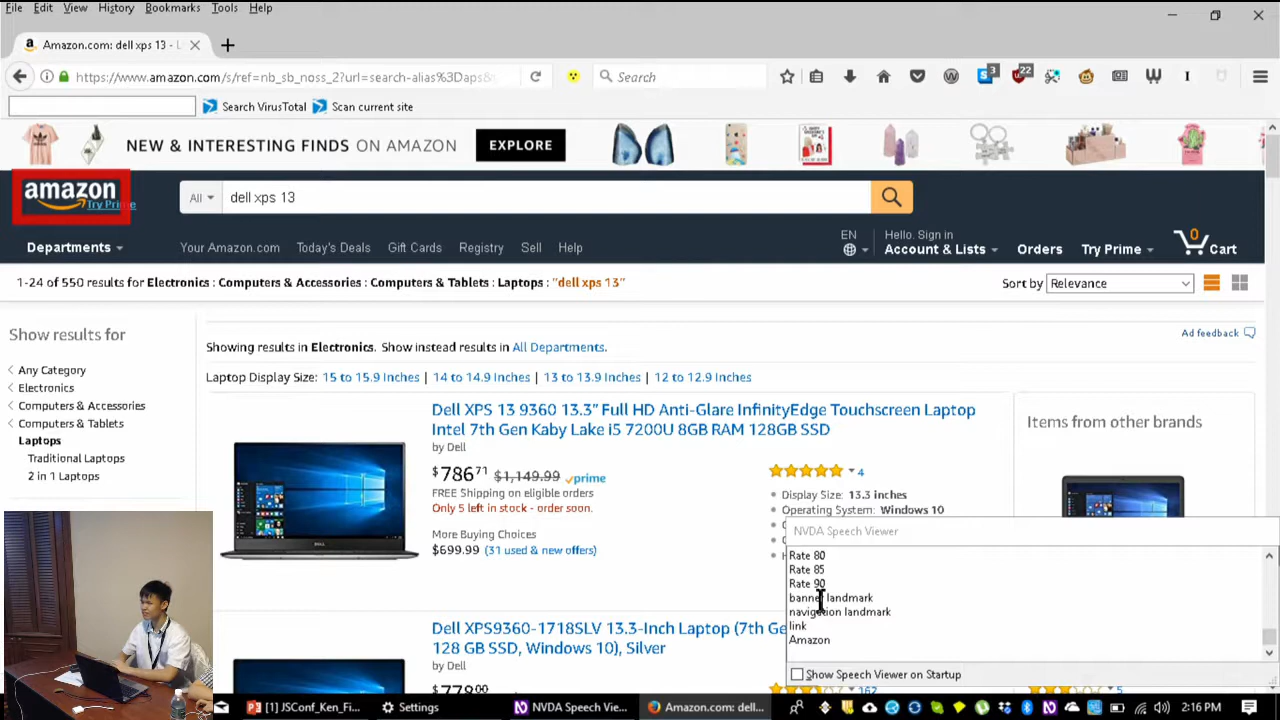 File Edit View History Bookmarks Tools Help
Amazon.com: dell xps 13 -
https://www.amazon.com/s/ref=nb_sb_noss_2?url=search-alias%3Daps&
Search
3
22
Search VirusTotal Scan current site
NEW & INTERESTING FINDS ON AMAZON EXPLORE
amazon
Try Prime
All dell xps 13
Departments Your Amazon.com Today's Deals Gift Cards Registry Sell Help
EN
Hello. Sign in
Account & Lists Orders Try Prime 0 Cart
1-24 of 550 results for Electronics : Computers & Accessories : Computers & Tablets : Laptops : "dell xps 13"
Sort by Relevance
Show results for
Any Category
Electronics
Computers & Accessories
Computers & Tablets
Laptops
Traditional Laptops
2 in 1 Laptops
Ad feedback
Showing results in Electronics. Show instead results in All Departments.
Laptop Display Size: 15 to 15.9 Inches | 14 to 14.9 Inches | 13 to 13.9 Inches | 12 to 12.9 Inches
Dell XPS 13 9360 13.3" Full HD Anti-Glare InfinityEdge Touchscreen Laptop
Intel 7th Gen Kaby Lake i5 7200U 8GB RAM 128GB SSD
by Dell
$786 71 $1,149.99 prime
FREE Shipping on eligible orders
Only 5 left in stock - order soon.
More Buying Choices
$699.99 (31 used & new offers)
4
Display Size: 13.3 inches
Operating System: Windows 10
Items from other brands
Dell XPS9360-1718SLV 13.3-Inch Laptop (7th Ge
128 GB SSD, Windows 10), Silver
by Dell
$779 00
162
5
NVDA Speech Viewer
Rate 80
Rate 85
Rate 90
banner landmark
navigation landmark
link
Amazon
Show Speech Viewer on Startup
[1] JSConf_Ken_Fi... Settings NVDA Speech Vie... Amazon.com: dell... 2:16 PM